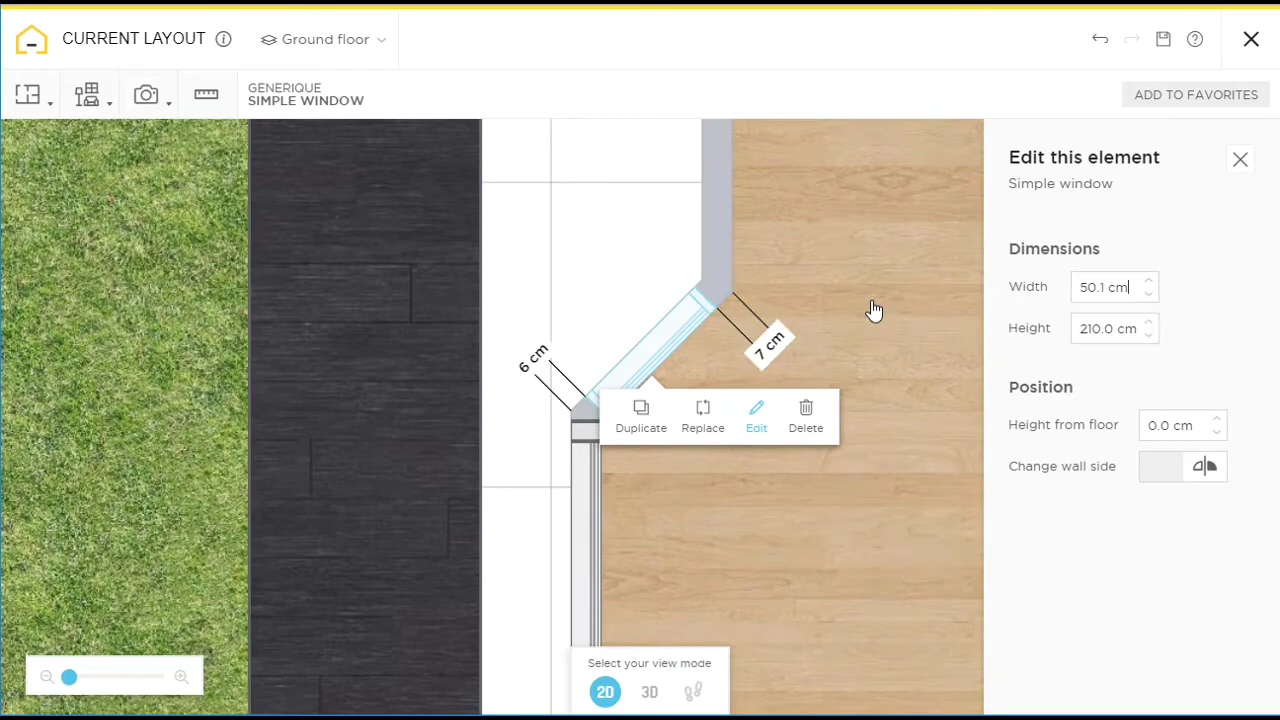 CURRENT LAYOUT
Ground floor
GENERIQUE
SIMPLE WINDOW
ADD TO FAVORITES
Edit this element
Simple window
Dimensions
Width 50.1 cm
Height 210.0 cm
Position
Height from floor 0.0 cm
Change wall side
6 cm
7 cm
Duplicate Replace Edit Delete
Select your view mode
2D 3D